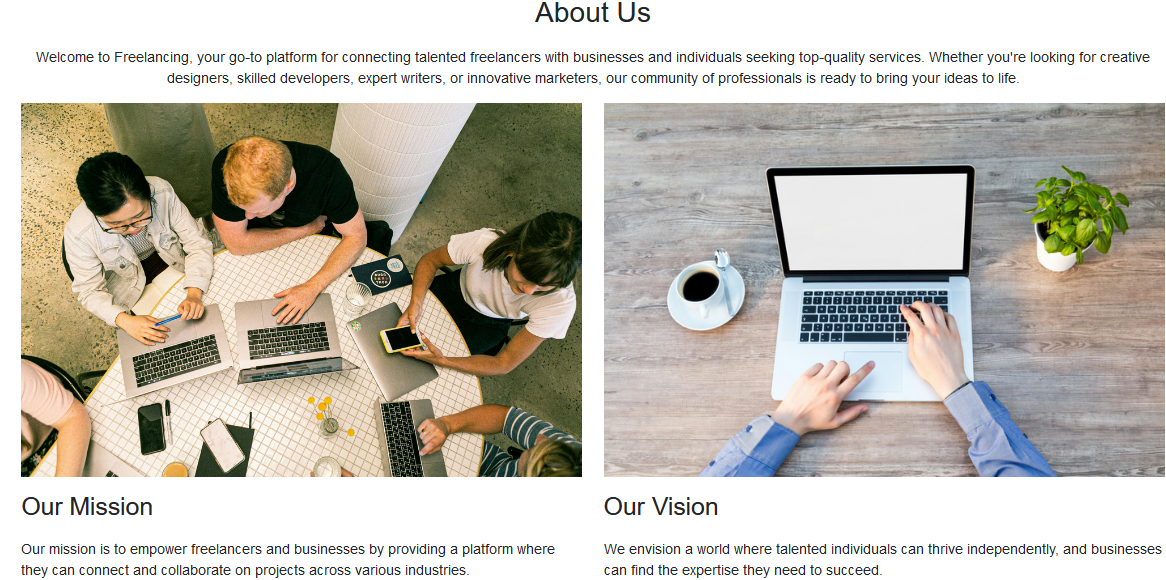 About Us
Welcome to Freelancing, your go-to platform for connecting talented freelancers with businesses and individuals seeking top-quality services. Whether you're looking for creative
designers, skilled developers, expert writers, or innovative marketers, our community of professionals is ready to bring your ideas to life.
Our Mission
Our mission is to empower freelancers and businesses by providing a platform where
they can connect and collaborate on projects across various industries.
Our Vision
We envision a world where talented individuals can thrive independently, and businesses
can find the expertise they need to succeed.